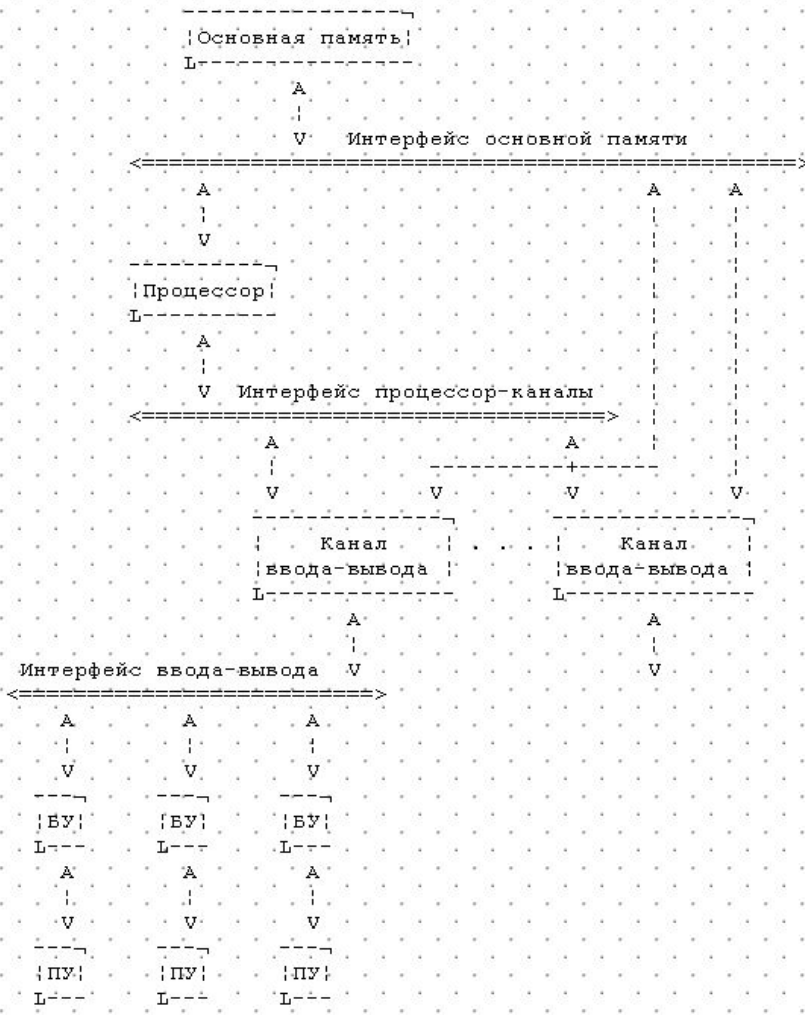 Основная память
Интерфейс основной памяти
Процессор
Интерфейс процессор-каналы
Канал . . . Канал
ввода-вывода ввода-вывода
Интерфейс ввода-вывода
БУ БУ БУ
ПУ ПУ ПУ